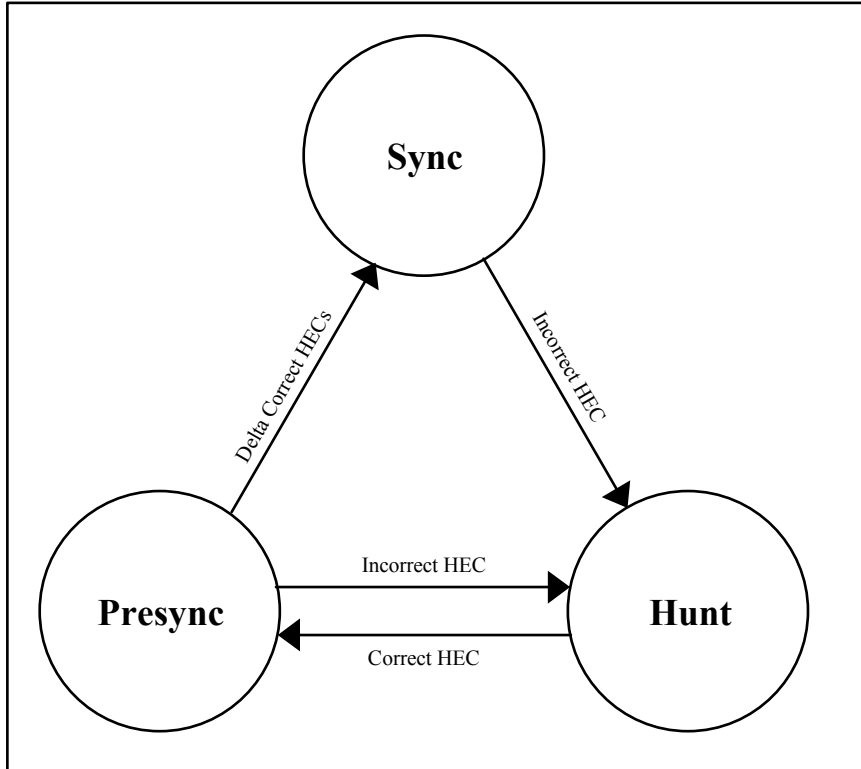 Sync
Delta Correct HECs
Incorrect HEC
Incorrect HEC
Presync
Hunt
Correct HEC